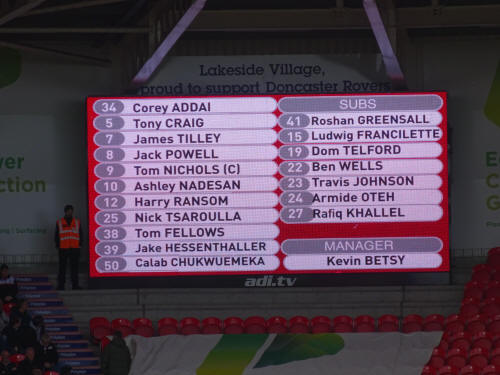 Lakeside Village,
proud to support Doncaster Rovers
34 Corey ADDAI
5 Tony CRAIG
7 James TILLEY
8 Jack POWELL
9 Tom NICHOLS (C)
10 Ashley NADESAN
12 Harry RANSOM
25 Nick TSAROULLA
38 Tom FELLOWS
39 Jake HESSENTHALLER
50 Calab CHUKWUEMEKA
SUBS
41 Roshan GREENSALL
15 Ludwig FRANCILETTE
19 Dom TELFORD
22 Ben WELLS
23 Travis JOHNSON
24 Armide OTEH
27 Rafiq KHALLEL
MANAGER
Kevin BETSY
adi.tv